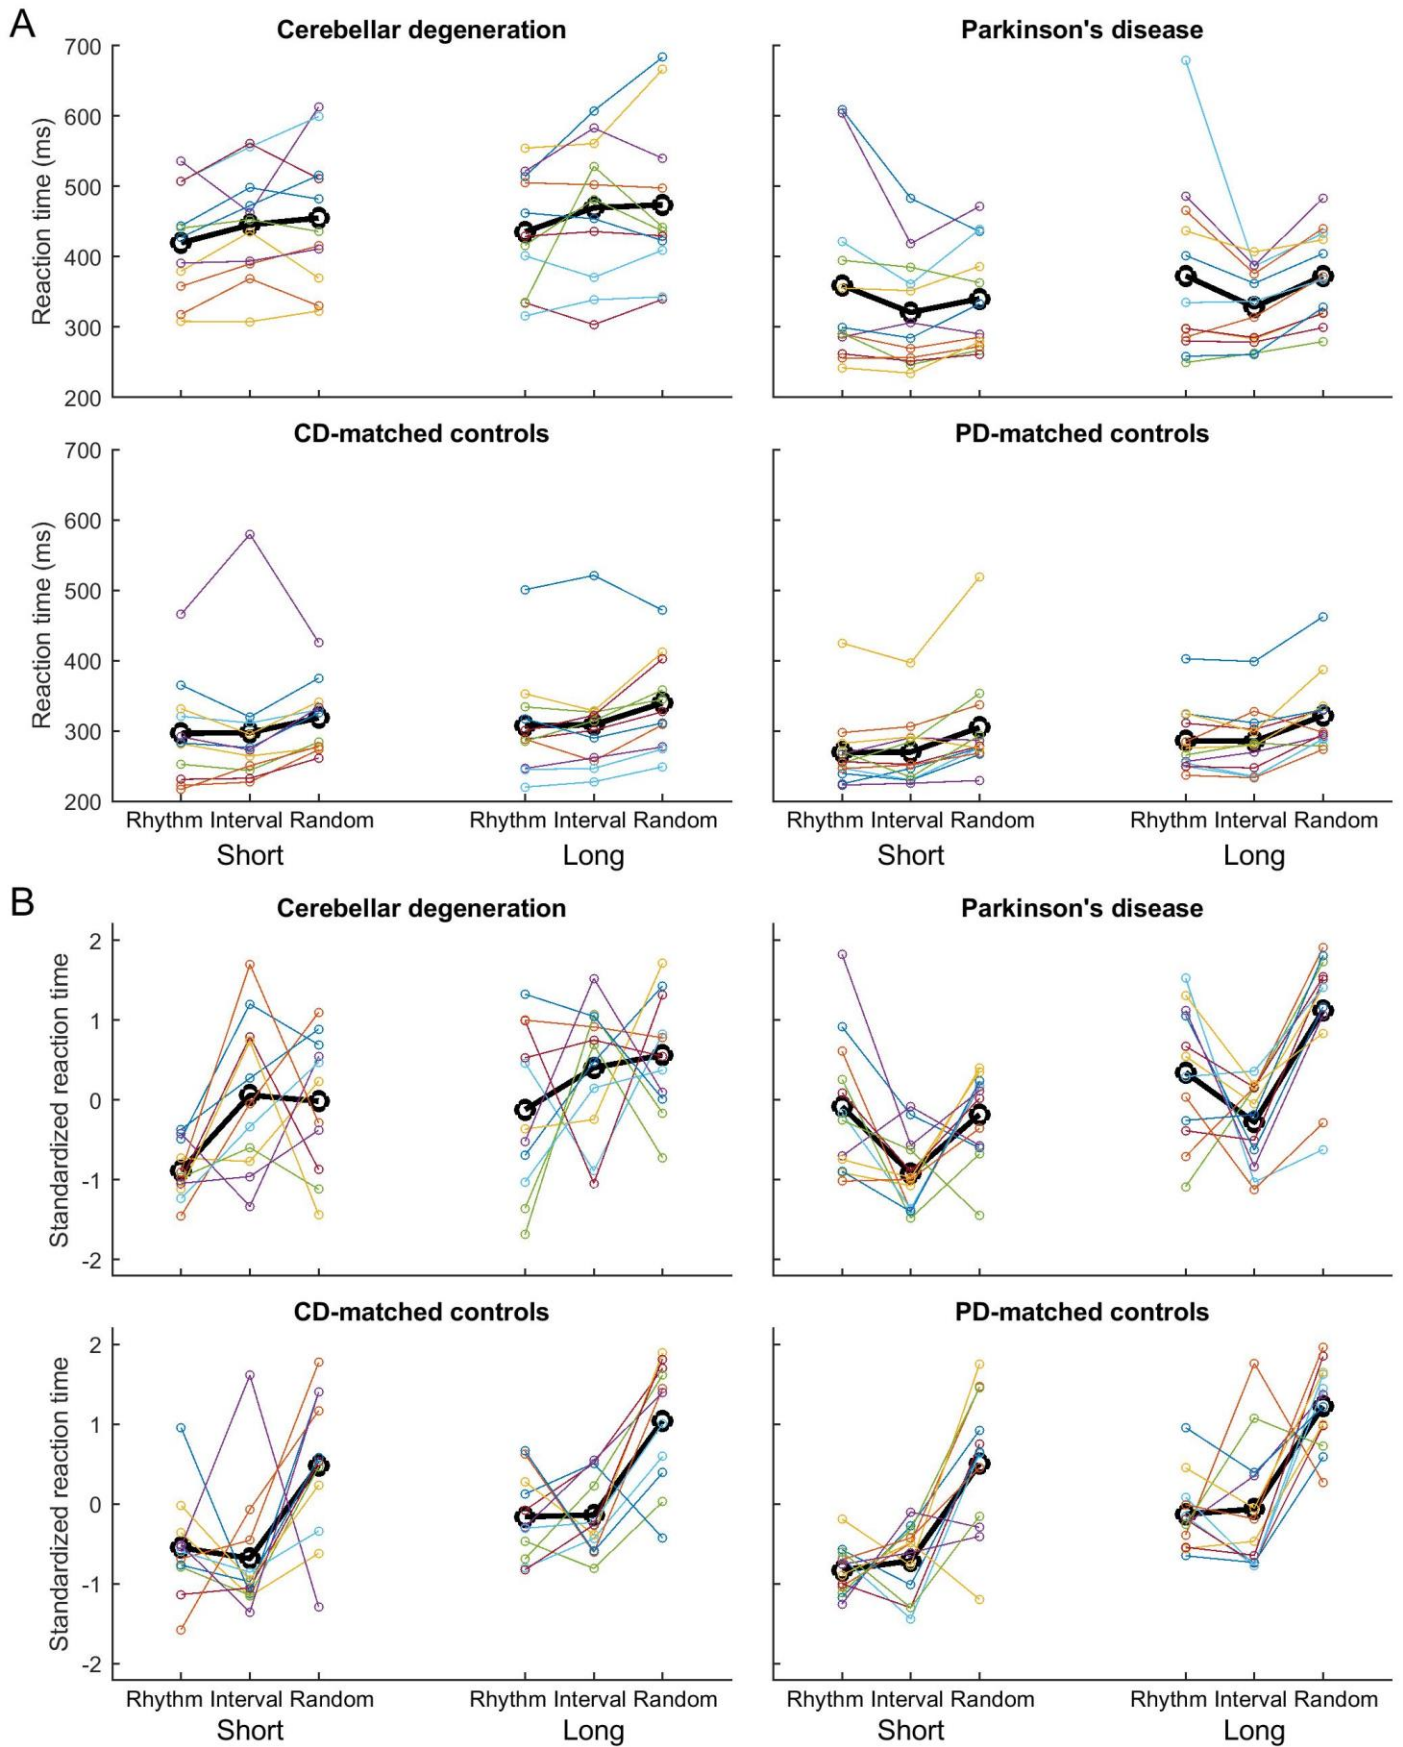 A
Cerebellar degeneration
Parkinson's disease
Reaction time (ms)
700
600
500
400
300
200
CD-matched controls
PD-matched controls
Reaction time (ms)
700
600
500
400
300
200
Rhythm Interval Random
Rhythm Interval Random
Rhythm Interval Random
Rhythm Interval Random
Short
Long
Short
Long
B
Cerebellar degeneration
Parkinson's disease
Standardized reaction time
2
1
0
-1
-2
CD-matched controls
PD-matched controls
Standardized reaction time
2
1
0
-1
-2
Rhythm Interval Random
Rhythm Interval Random
Rhythm Interval Random
Rhythm Interval Random
Short
Long
Short
Long